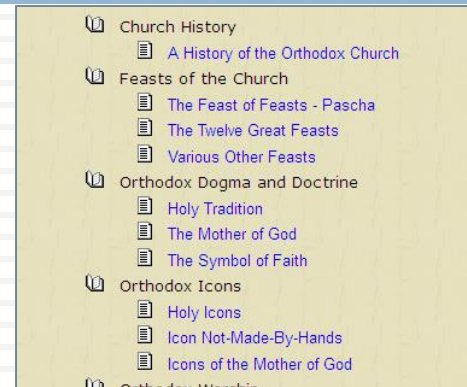 Church History
A History of the Orthodox Church
Feasts of the Church
The Feast of Feasts - Pascha
The Twelve Great Feasts
Various Other Feasts
Orthodox Dogma and Doctrine
Holy Tradition
The Mother of God
The Symbol of Faith
Orthodox Icons
Holy Icons
Icon Not-Made-By-Hands
Icons of the Mother of God
Orthodox Worship